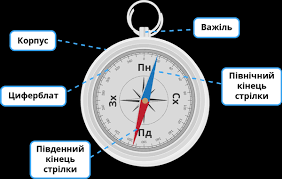 Важіль
Корпус
Пн
Північний
кінець
стрілки
Циферблат
Зх
Сх
Пд
Південний
кінець
стрілки